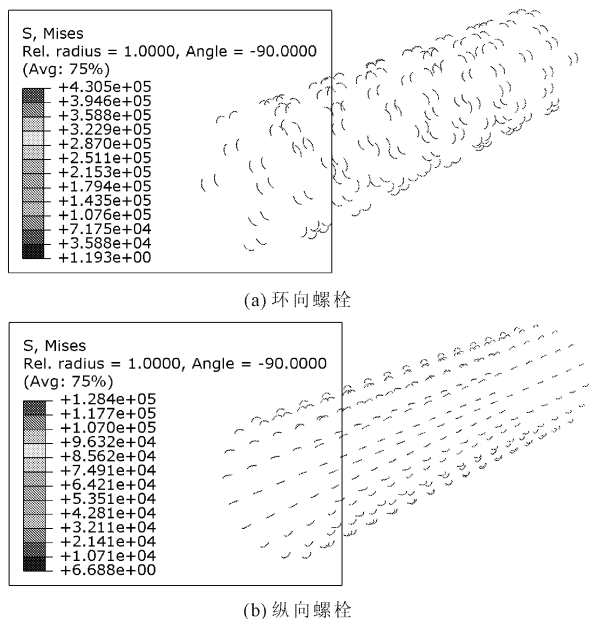 S, Mises
Rel. radius = 1.0000, Angle = -90.0000
(Avg: 75%)
+4.305e+05
+3.946e+05
+3.588e+05
+3.229e+05
+2.870e+05
+2.511e+05
+2.153e+05
+1.794e+05
+1.435e+05
+1.076e+05
+7.175e+04
+3.588e+04
+1.193e+00
(a) 环向螺栓
S, Mises
Rel. radius = 1.0000, Angle = -90.0000
(Avg: 75%)
+1.284e+05
+1.177e+05
+1.070e+05
+9.632e+04
+8.562e+04
+7.491e+04
+6.421e+04
+5.351e+04
+4.281e+04
+3.211e+04
+2.141e+04
+1.071e+04
+6.688e+00
(b) 纵向螺栓